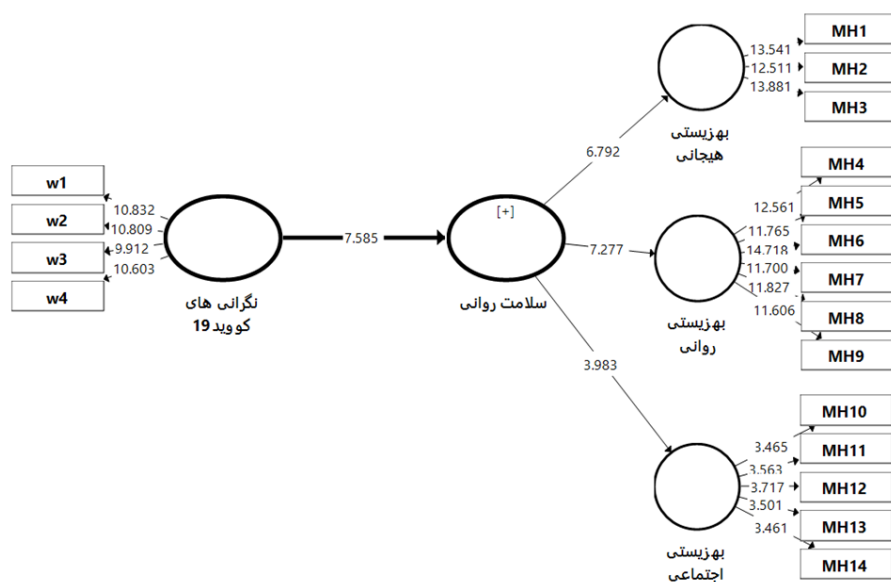 w1
w2
w3
w4
10.832
10.809
9.912
10.603
نگرانی های
کووید19
7.585
[+]
سلامت روانی
6.792
7.277
3.983
13.541
12.511
13.881
MH1
MH2
MH3
بهزیستی
هیجانی
12.561
11.765
14.718
11.700
11.827
11.606
MH4
MH5
MH6
MH7
MH8
MH9
بهزیستی
روانی
3.465
3.563
3.717
3.501
3.461
MH10
MH11
MH12
MH13
MH14
بهزیستی
اجتماعی